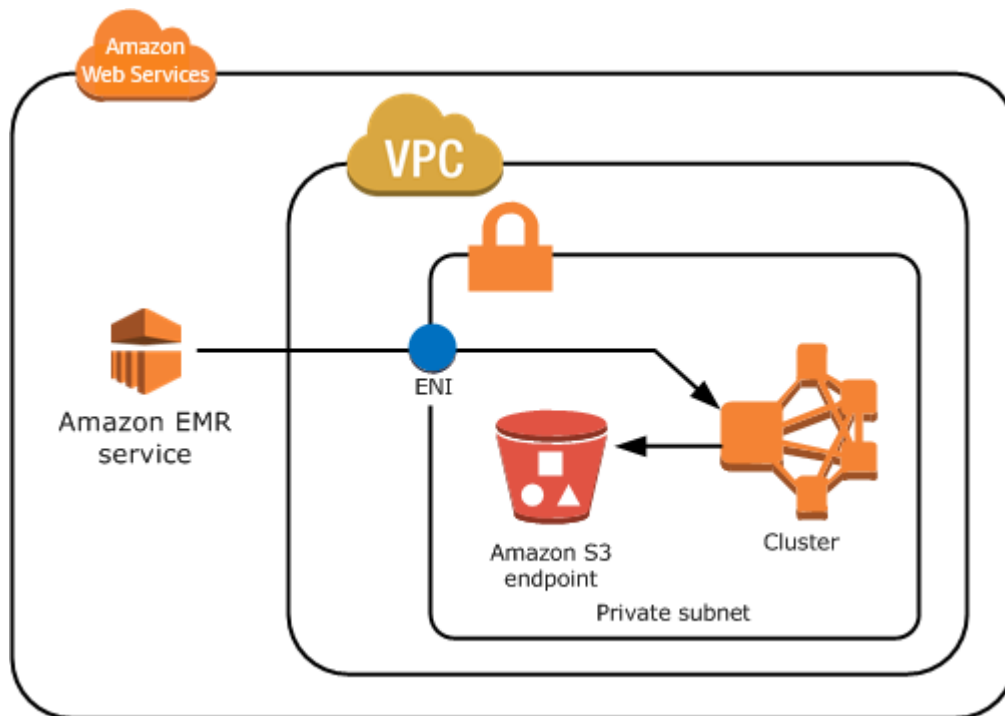 Amazon
Web Services
VPC
ENI
Amazon EMR
service
Amazon S3
endpoint
Cluster
Private subnet